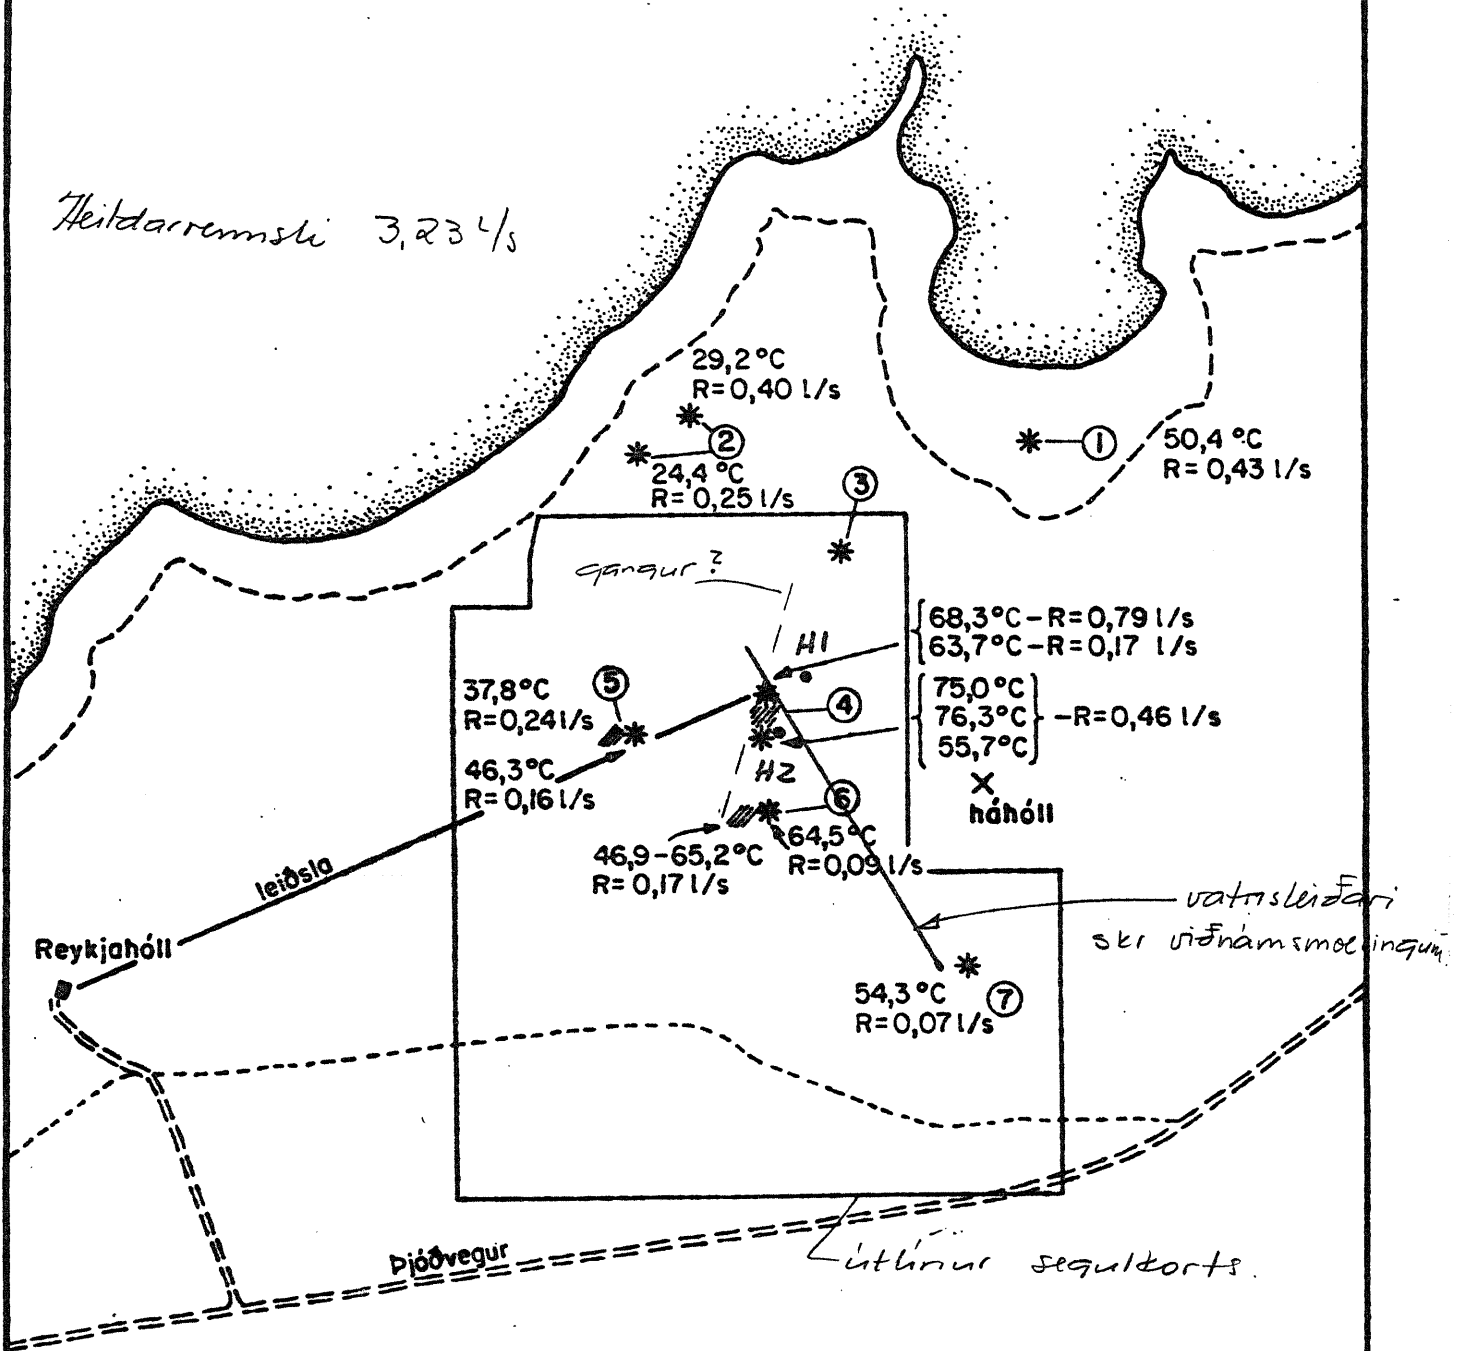 Heildarrennsli 3,23 l/s
29,2°C
R=0,40 l/s
②
24,4°C
R=0,25 l/s
①
50,4°C
R=0,43 l/s
③
gangur?
H1
68,3°C–R=0,79 l/s
63,7°C–R=0,17 l/s
37,8°C
R=0,24 l/s
⑤
④
75,0°C
76,3°C –R=0,46 l/s
55,7°C
46,3°C
R=0,16 l/s
H2
⑥
háhóll
64,5°C
R=0,09 l/s
46,9–65,2°C
R=0,17 l/s
leiðsla
vatnsleiðari
skv viðnámsmælingum.
Reykjahóll
54,3°C
R=0,07 l/s
⑦
Þjóðvegur
útlínur segulkorts.